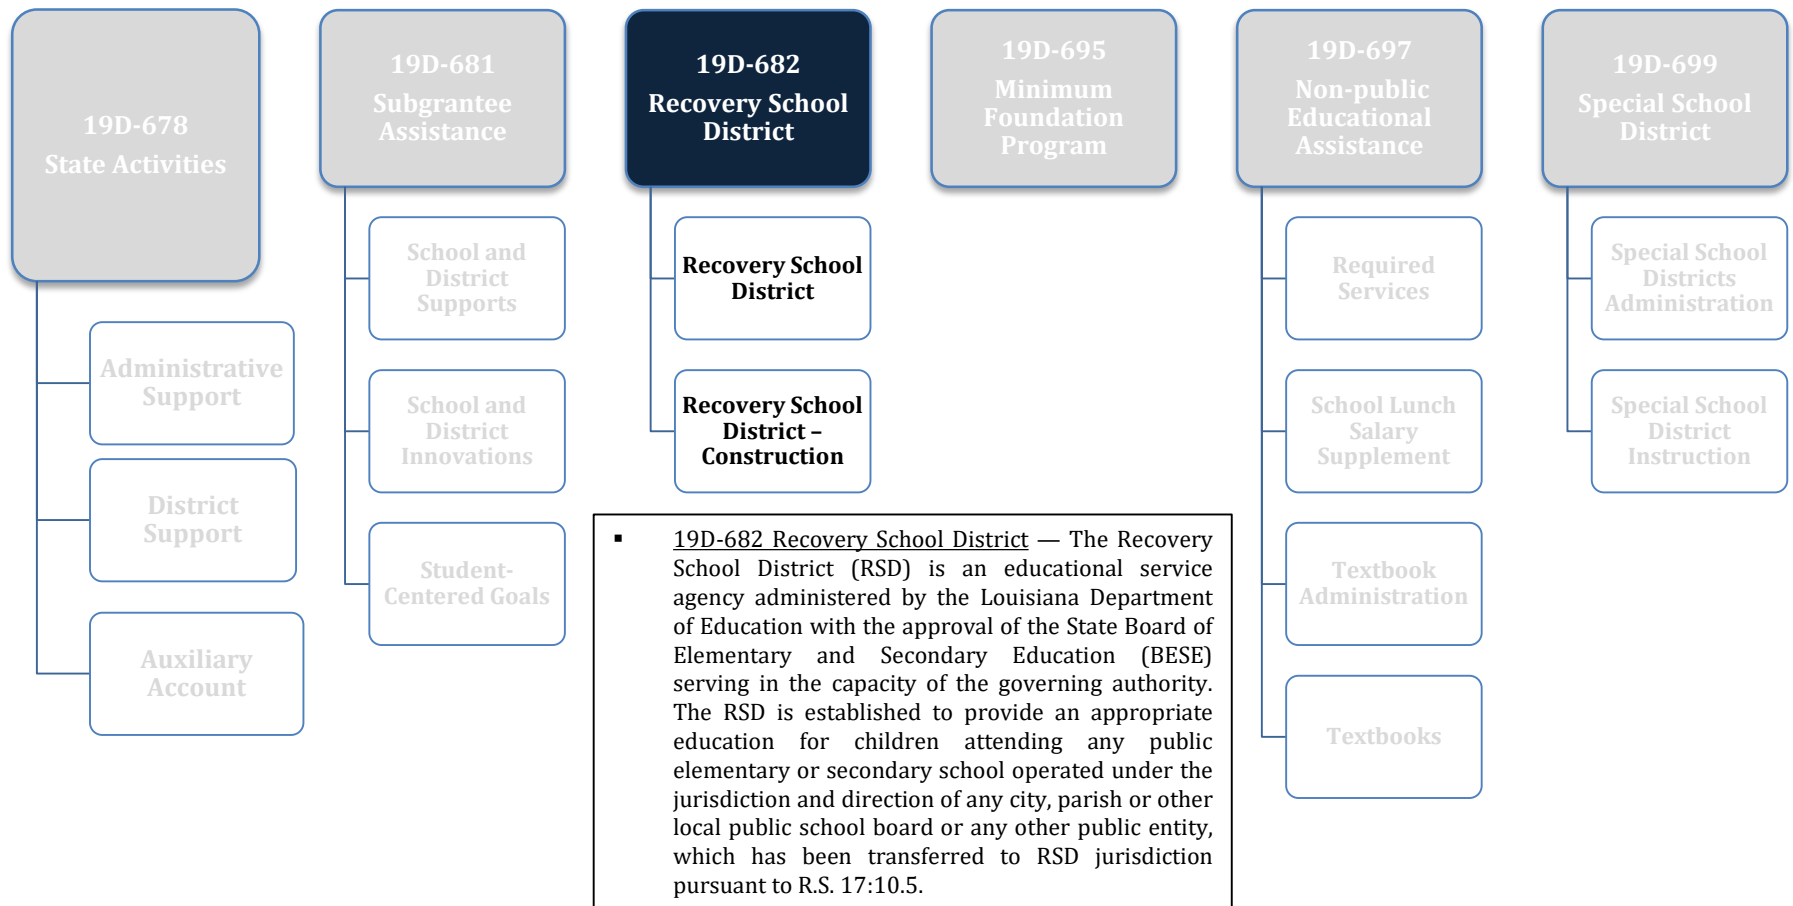 19D-678
State Activities
Administrative
Support
District
Support
Auxiliary
Account
19D-681
Subgrantee
Assistance
School and
District
Supports
School and
District
Innovations
Student-
Centered Goals
19D-682
Recovery School
District
Recovery School
District
Recovery School
District –
Construction
19D-695
Minimum
Foundation
Program
19D-697
Non-public
Educational
Assistance
Required
Services
School Lunch
Salary
Supplement
Textbook
Administration
Textbooks
19D-699
Special School
District
Special School
Districts
Administration
Special School
District
Instruction
▪ 19D-682 Recovery School District — The Recovery
School District (RSD) is an educational service
agency administered by the Louisiana Department
of Education with the approval of the State Board of
Elementary and Secondary Education (BESE)
serving in the capacity of the governing authority.
The RSD is established to provide an appropriate
education for children attending any public
elementary or secondary school operated under the
jurisdiction and direction of any city, parish or other
local public school board or any other public entity,
which has been transferred to RSD jurisdiction
pursuant to R.S. 17:10.5.